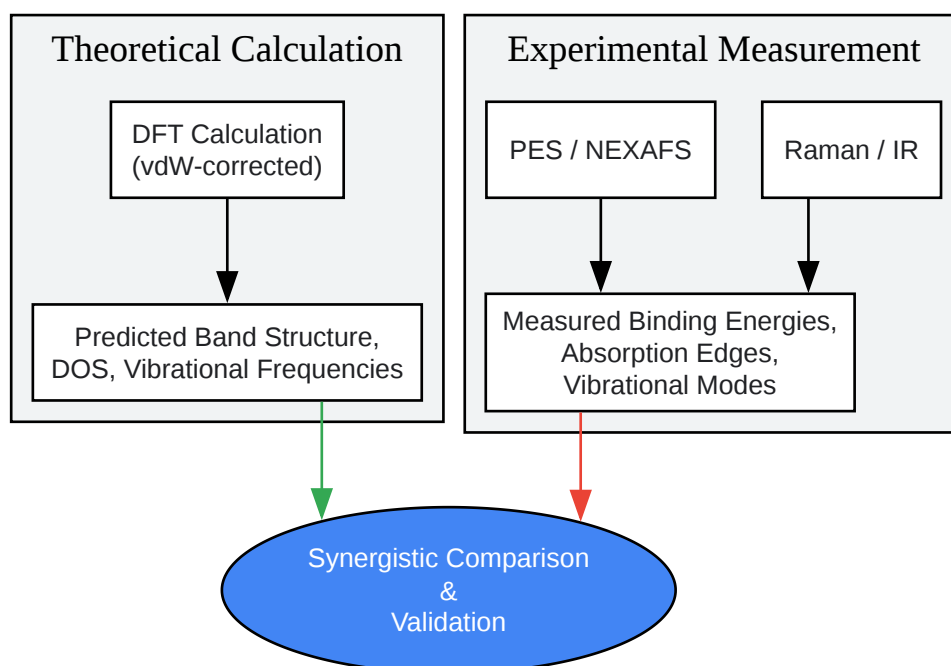 Theoretical Calculation
DFT Calculation
(vdW-corrected)
Predicted Band Structure,
DOS, Vibrational Frequencies
Experimental Measurement
PES / NEXAFS
Raman / IR
Measured Binding Energies,
Absorption Edges,
Vibrational Modes
Synergistic Comparison
&
Validation